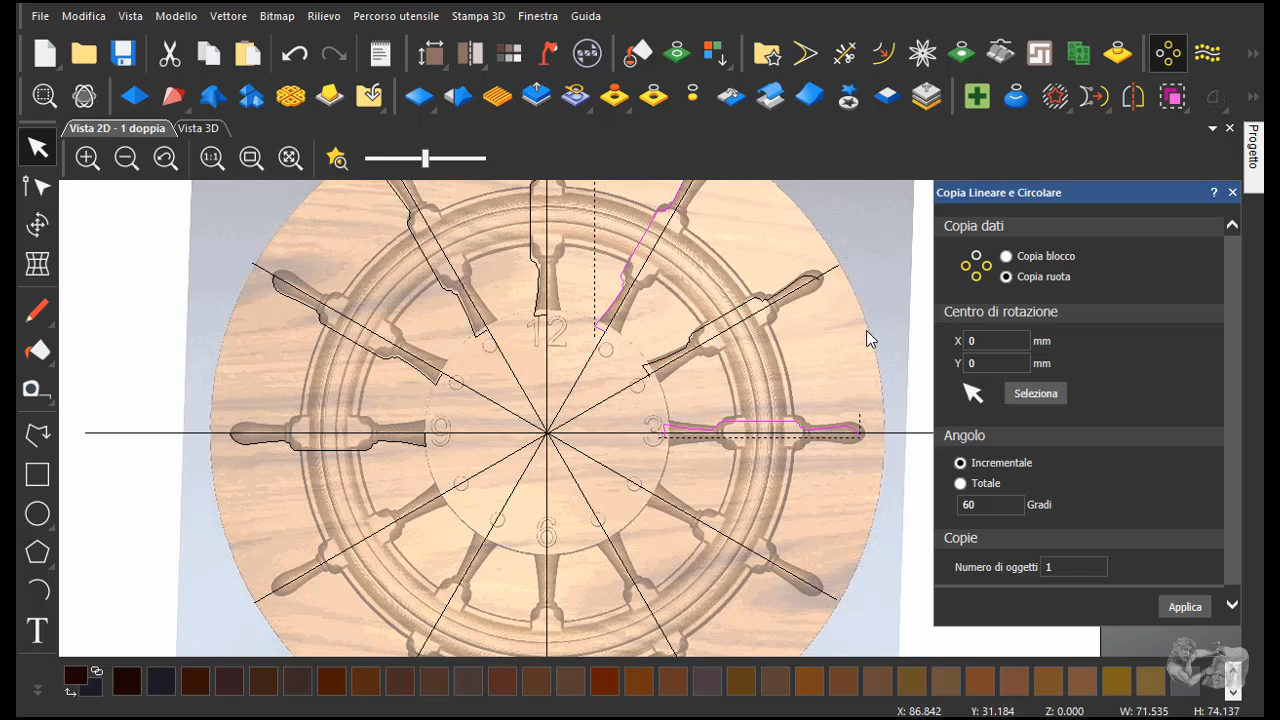 File Modifica Vista Modello Vettore Bitmap Rilievo Percorso utensile Stampa 3D Finestra Guida
Vista 2D - 1 doppia Vista 3D
1:1
Progetto
Copia Lineare e Circolare ?
Copia dati
Copia blocco
Copia ruota
Centro di rotazione
X 0 mm
Y 0 mm
Seleziona
Angolo
Incrementale
Totale
60 Gradi
Copie
Numero di oggetti 1
Applica
12
9 3
6
T
X: 86.842 Y: 31.184 Z: 0.000 W: 71.535 H: 74.137